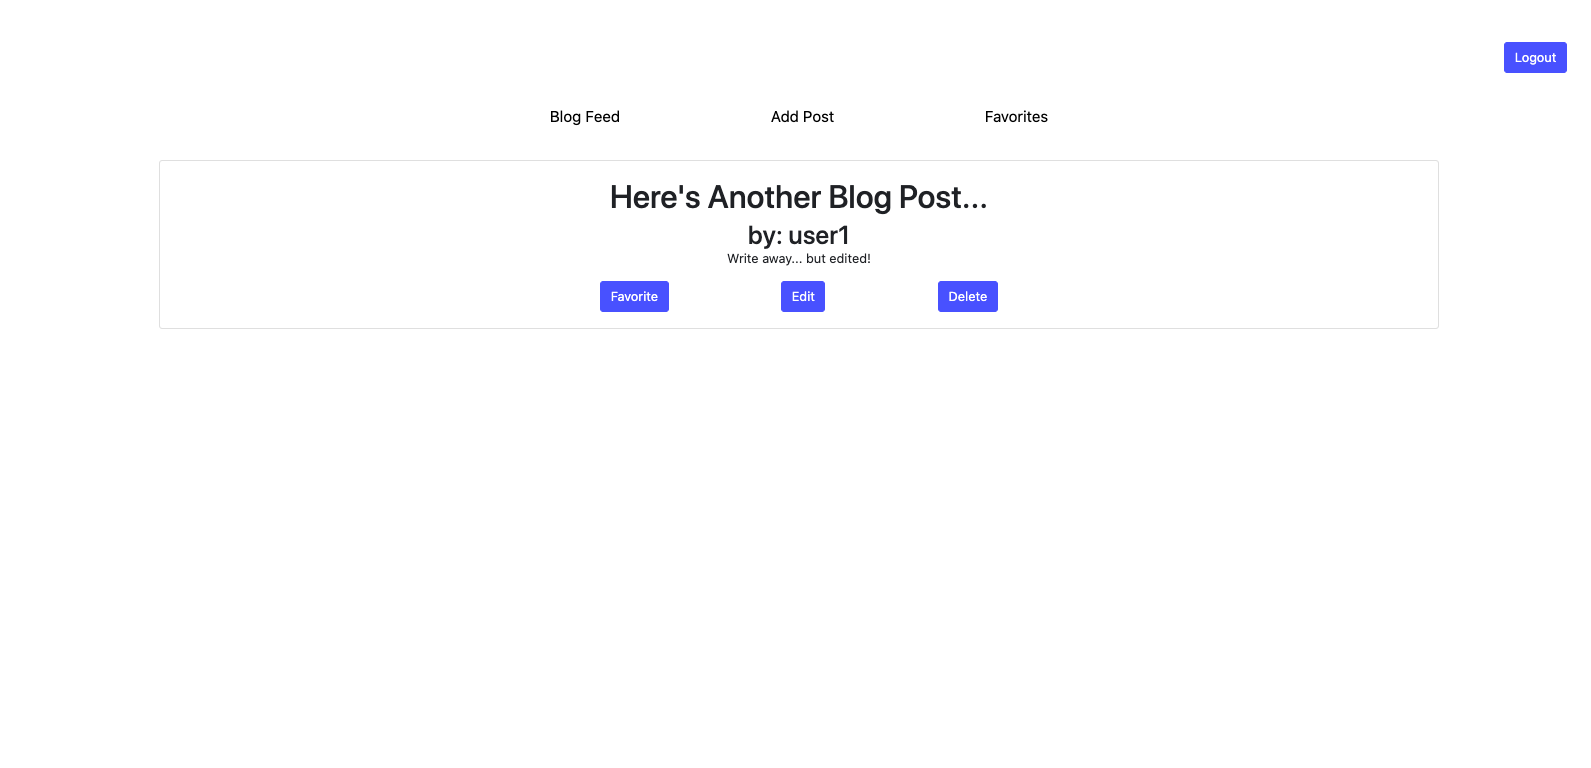 Logout
Blog Feed Add Post Favorites
Here's Another Blog Post...
by: user1
Write away... but edited!
Favorite Edit Delete